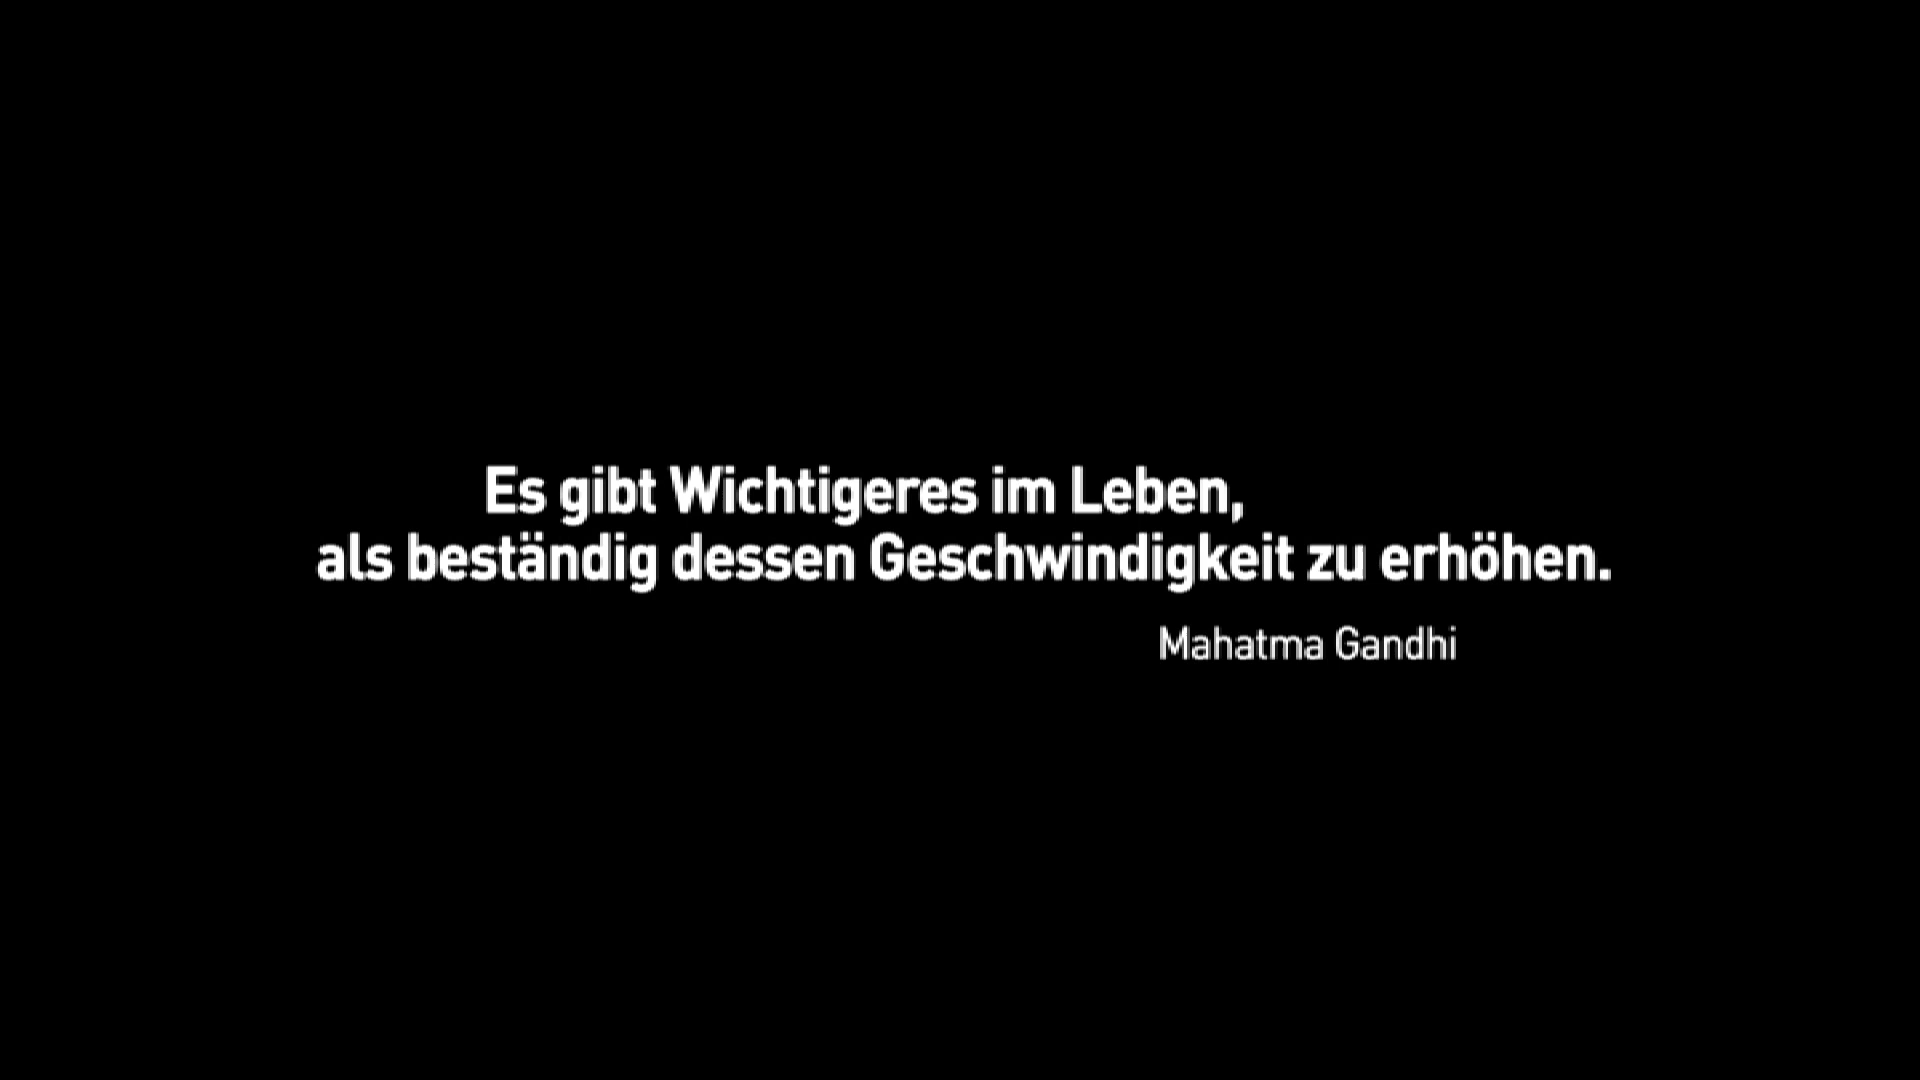 Es gibt Wichtigeres im Leben,
als beständig dessen Geschwindigkeit zu erhöhen.
Mahatma Gandhi